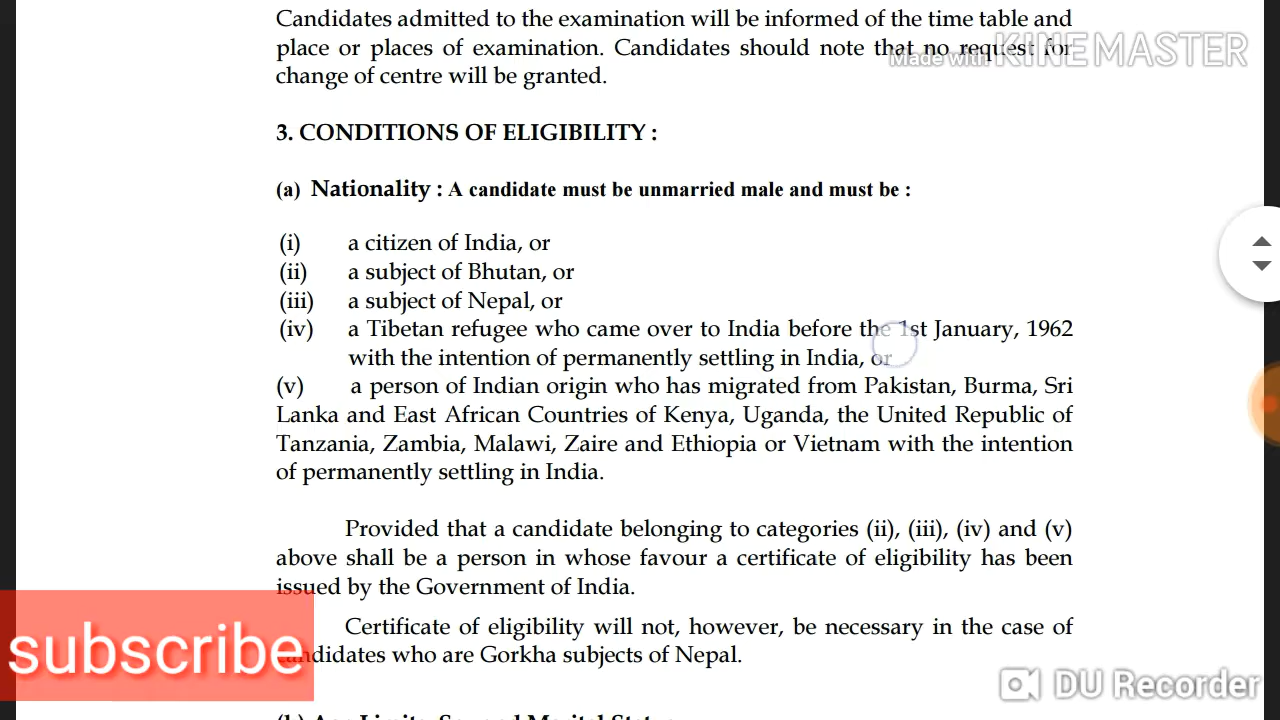 Candidates admitted to the examination will be informed of the time table and
place or places of examination. Candidates should note that no request for
change of centre will be granted.
Made with KINEMASTER
3. CONDITIONS OF ELIGIBILITY :
(a) Nationality : A candidate must be unmarried male and must be :
(i) a citizen of India, or
(ii) a subject of Bhutan, or
(iii) a subject of Nepal, or
(iv) a Tibetan refugee who came over to India before the 1st January, 1962
with the intention of permanently settling in India, or
(v) a person of Indian origin who has migrated from Pakistan, Burma, Sri
Lanka and East African Countries of Kenya, Uganda, the United Republic of
Tanzania, Zambia, Malawi, Zaire and Ethiopia or Vietnam with the intention
of permanently settling in India.
Provided that a candidate belonging to categories (ii), (iii), (iv) and (v)
above shall be a person in whose favour a certificate of eligibility has been
issued by the Government of India.
Certificate of eligibility will not, however, be necessary in the case of
candidates who are Gorkha subjects of Nepal.
subscribe
DU Recorder